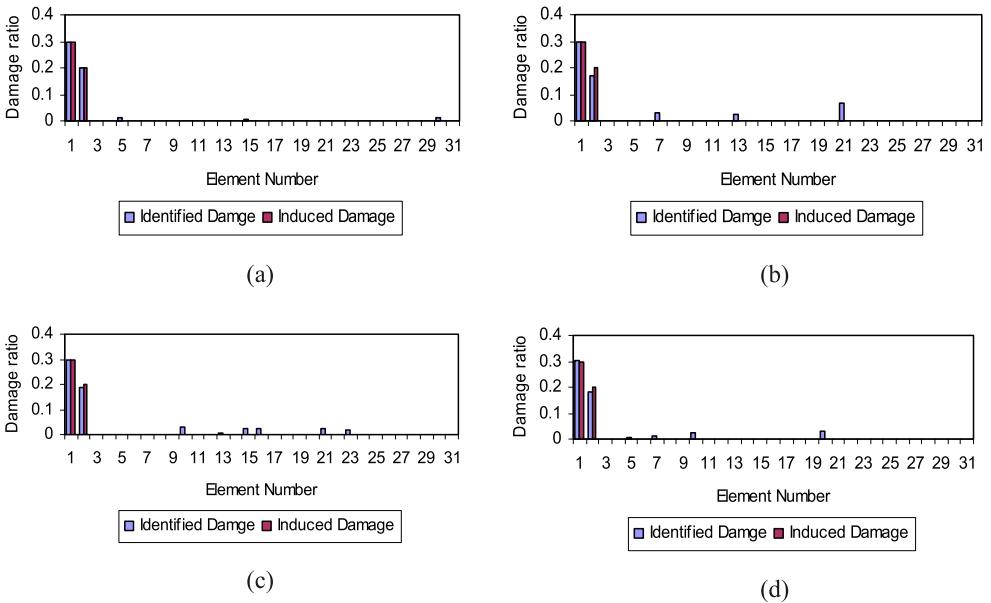 Damage ratio
0.4
0.3
0.2
0.1
0
1 3 5 7 9 11 13 15 17 19 21 23 25 27 29 31
Element Number
Identified Damge Induced Damage
(a)
Damage ratio
0.4
0.3
0.2
0.1
0
1 3 5 7 9 11 13 15 17 19 21 23 25 27 29 31
Element Number
Identified Damge Induced Damage
(b)
Damage ratio
0.4
0.3
0.2
0.1
0
1 3 5 7 9 11 13 15 17 19 21 23 25 27 29 31
Element Number
Identified Damge Induced Damage
(c)
Damage ratio
0.4
0.3
0.2
0.1
0
1 3 5 7 9 11 13 15 17 19 21 23 25 27 29 31
Element Number
Identified Damge Induced Damage
(d)